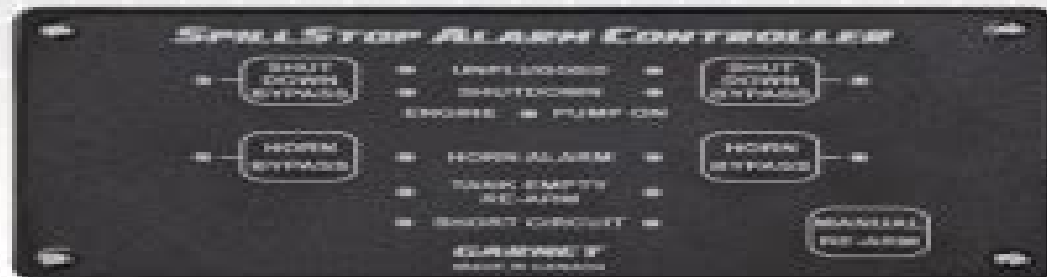 SPILLSTOP ALARM CONTROLLER
SHUT
DOWN
BYPASS
UNPLUGGED
SHUTDOWN
ENGINE PUMP ON
SHUT
DOWN
BYPASS
HORN
BYPASS
HORN ALARM
TANK EMPTY
RE-ARM
SHORT CIRCUIT
HORN
BYPASS
MANUAL
RE-ARM
GARNET
MADE IN CANADA